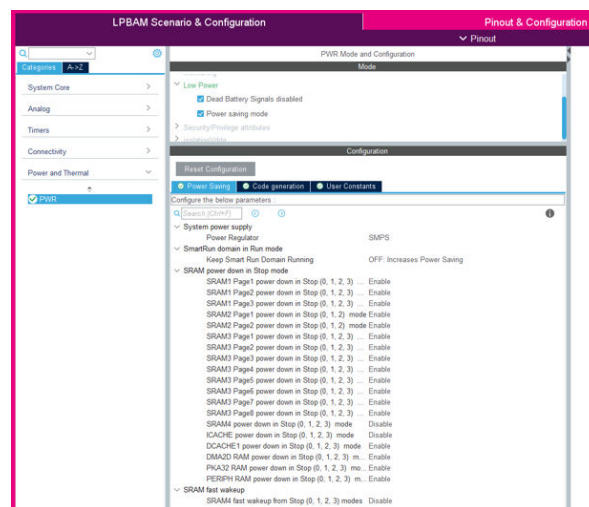 LPBAM Scenario & Configuration
Pinout & Configuration
Pinout
PWR Mode and Configuration
Categories A->Z
Mode
System Core
Analog
Timers
Connectivity
Power and Thermal
PWR
Low Power
Dead Battery Signals disabled
Power saving mode
Security/Privilege attributes
Configuration
Reset Configuration
Power Saving Code generation User Constants
Configure the below parameters :
Search (Ctrl+F)
System power supply
Power Regulator SMPS
SmartRun domain in Run mode
Keep Smart Run Domain Running OFF: Increases Power Saving
SRAM power down in Stop mode
SRAM1 Page1 power down in Stop (0, 1, 2, 3) ... Enable
SRAM1 Page2 power down in Stop (0, 1, 2, 3) ... Enable
SRAM1 Page3 power down in Stop (0, 1, 2, 3) ... Enable
SRAM2 Page1 power down in Stop (0, 1, 2) mode Enable
SRAM2 Page2 power down in Stop (0, 1, 2) mode Enable
SRAM3 Page1 power down in Stop (0, 1, 2, 3) ... Enable
SRAM3 Page2 power down in Stop (0, 1, 2, 3) ... Enable
SRAM3 Page3 power down in Stop (0, 1, 2, 3) ... Enable
SRAM3 Page4 power down in Stop (0, 1, 2, 3) ... Enable
SRAM3 Page5 power down in Stop (0, 1, 2, 3) ... Enable
SRAM3 Page6 power down in Stop (0, 1, 2, 3) ... Enable
SRAM3 Page7 power down in Stop (0, 1, 2, 3) ... Enable
SRAM3 Page8 power down in Stop (0, 1, 2, 3) ... Enable
SRAM4 power down in Stop (0, 1, 2, 3) mode Disable
ICACHE power down in Stop (0, 1, 2, 3) mode Enable
DCACHE1 power down in Stop (0, 1, 2, 3) mode Enable
DMA2D RAM power down in Stop (0, 1, 2, 3) m... Enable
PKA32 RAM power down in Stop (0, 1, 2, 3) mo... Enable
PERIPH RAM power down in Stop (0, 1, 2, 3) m... Enable
SRAM fast wakeup
SRAM4 fast wakeup from Stop (0, 1, 2, 3) modes Disable